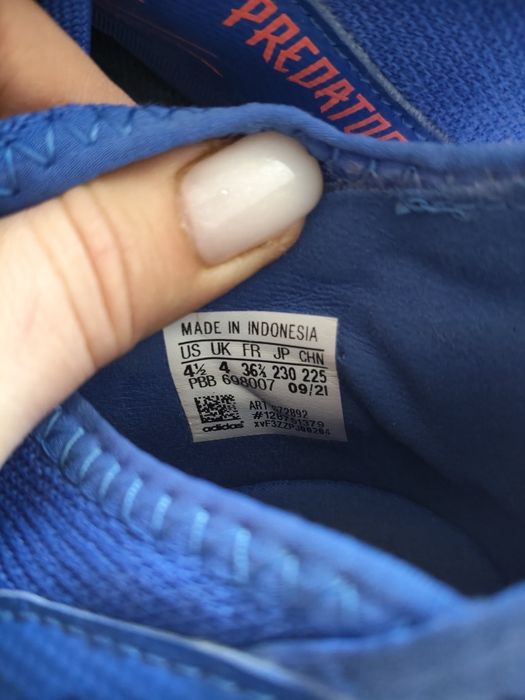 PREDATOR
MADE IN INDONESIA
US UK FR JP CHN
4½ 4 36⅔ 230 225
PBB 698007 09/21
ART
adidas